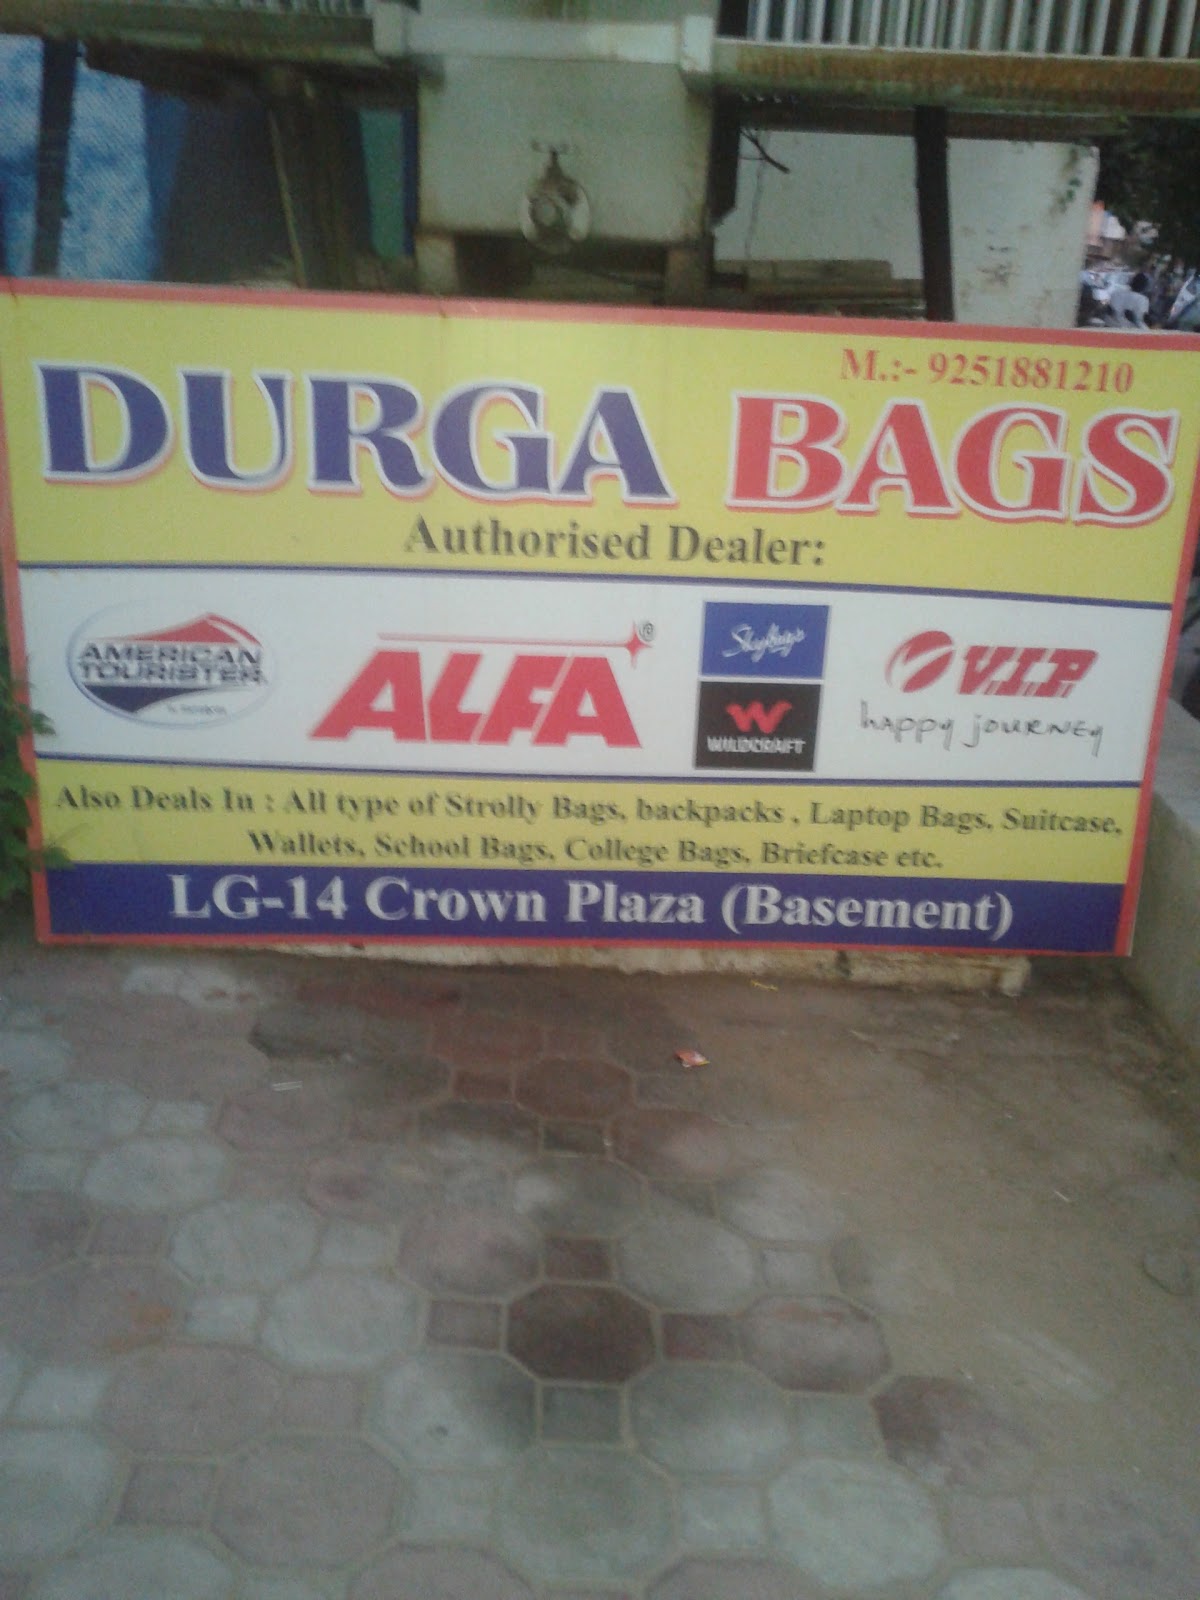 M.:- 9251881210
DURGA BAGS
Authorised Dealer:
AMERICAN
TOURISTER
ALFA ®
Skybags
WILDCRAFT
V.I.P.
happy journey
Also Deals In : All type of Strolly Bags, backpacks , Laptop Bags, Suitcase,
Wallets, School Bags, College Bags, Briefcase etc.
LG-14 Crown Plaza (Basement)